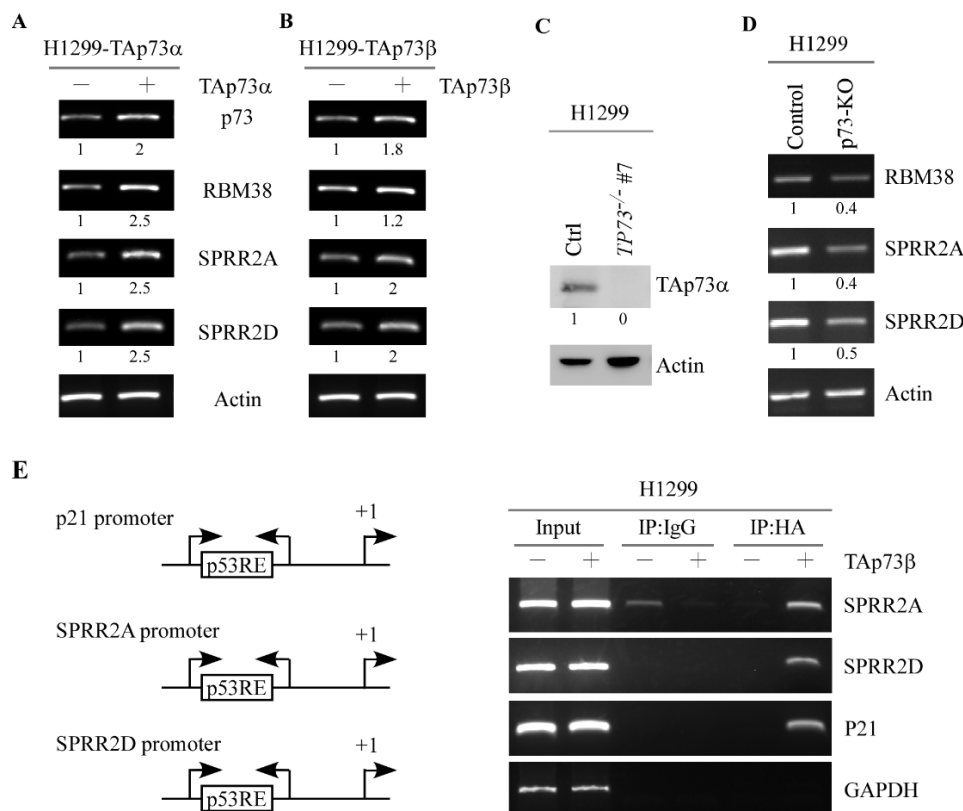 A
H1299-TAp73α
− + TAp73α
p73
1 2
RBM38
1 2.5
SPRR2A
1 2.5
SPRR2D
1 2.5
Actin
B
H1299-TAp73β
− + TAp73β
1 1.8
1 1.2
1 2
1 2
C
H1299
Ctrl
TP73-/- #7
TAp73α
1 0
Actin
D
H1299
Control
p73-KO
RBM38
1 0.4
SPRR2A
1 0.4
SPRR2D
1 0.5
Actin
E
p21 promoter
+1
p53RE
SPRR2A promoter
+1
p53RE
SPRR2D promoter
+1
p53RE
H1299
Input IP:IgG IP:HA
− + − + − + TAp73β
SPRR2A
SPRR2D
P21
GAPDH